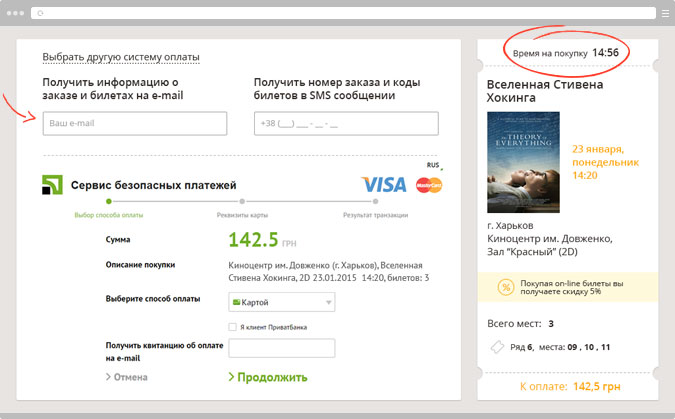 Выбрать другую систему оплаты
Получить информацию о
заказе и билетах на e-mail
Ваш e-mail
Получить номер заказа и коды
билетов в SMS сообщении
+38 (___) ___ - __ - __
RUS
Сервис безопасных платежей
VISA
MasterCard
Выбор способа оплаты
Реквизиты карты
Результат транзакции
Сумма
142.5 ГРН
Описание покупки
Киноцентр им. Довженко (г. Харьков), Вселенная
Стивена Хокинга, 2D 23.01.2015 14:20, билетов: 3
Выберите способ оплаты
Картой
Я клиент ПриватБанка
Получить квитанцию об оплате
на e-mail
Отмена
Продолжить
Время на покупку 14:56
Вселенная Стивена
Хокинга
THE THEORY of
EVERYTHING
23 января,
понедельник
14:20
г. Харьков
Киноцентр им. Довженко,
Зал "Красный" (2D)
%
Покупая on-line билеты вы
получаете скидку 5%
Всего мест: 3
Ряд 6, места: 09 , 10 , 11
К оплате: 142,5 грн